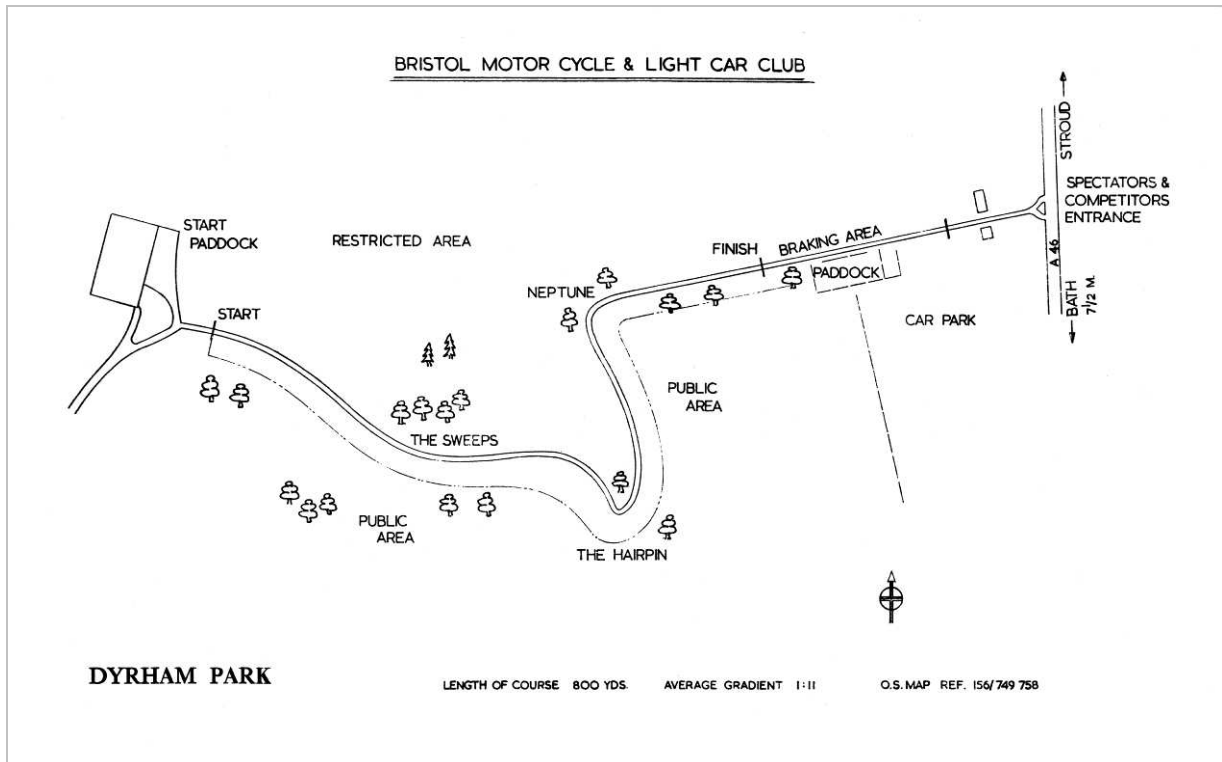 BRISTOL MOTOR CYCLE & LIGHT CAR CLUB
STROUD
SPECTATORS &
COMPETITORS
ENTRANCE
A 46
BATH
7 1/2 M.
START
PADDOCK
RESTRICTED AREA
FINISH
BRAKING AREA
PADDOCK
NEPTUNE
START
CAR PARK
PUBLIC
AREA
THE SWEEPS
PUBLIC
AREA
THE HAIRPIN
DYRHAM PARK
LENGTH OF COURSE 800 YDS. AVERAGE GRADIENT 1:11 O.S. MAP REF. 156/749 758